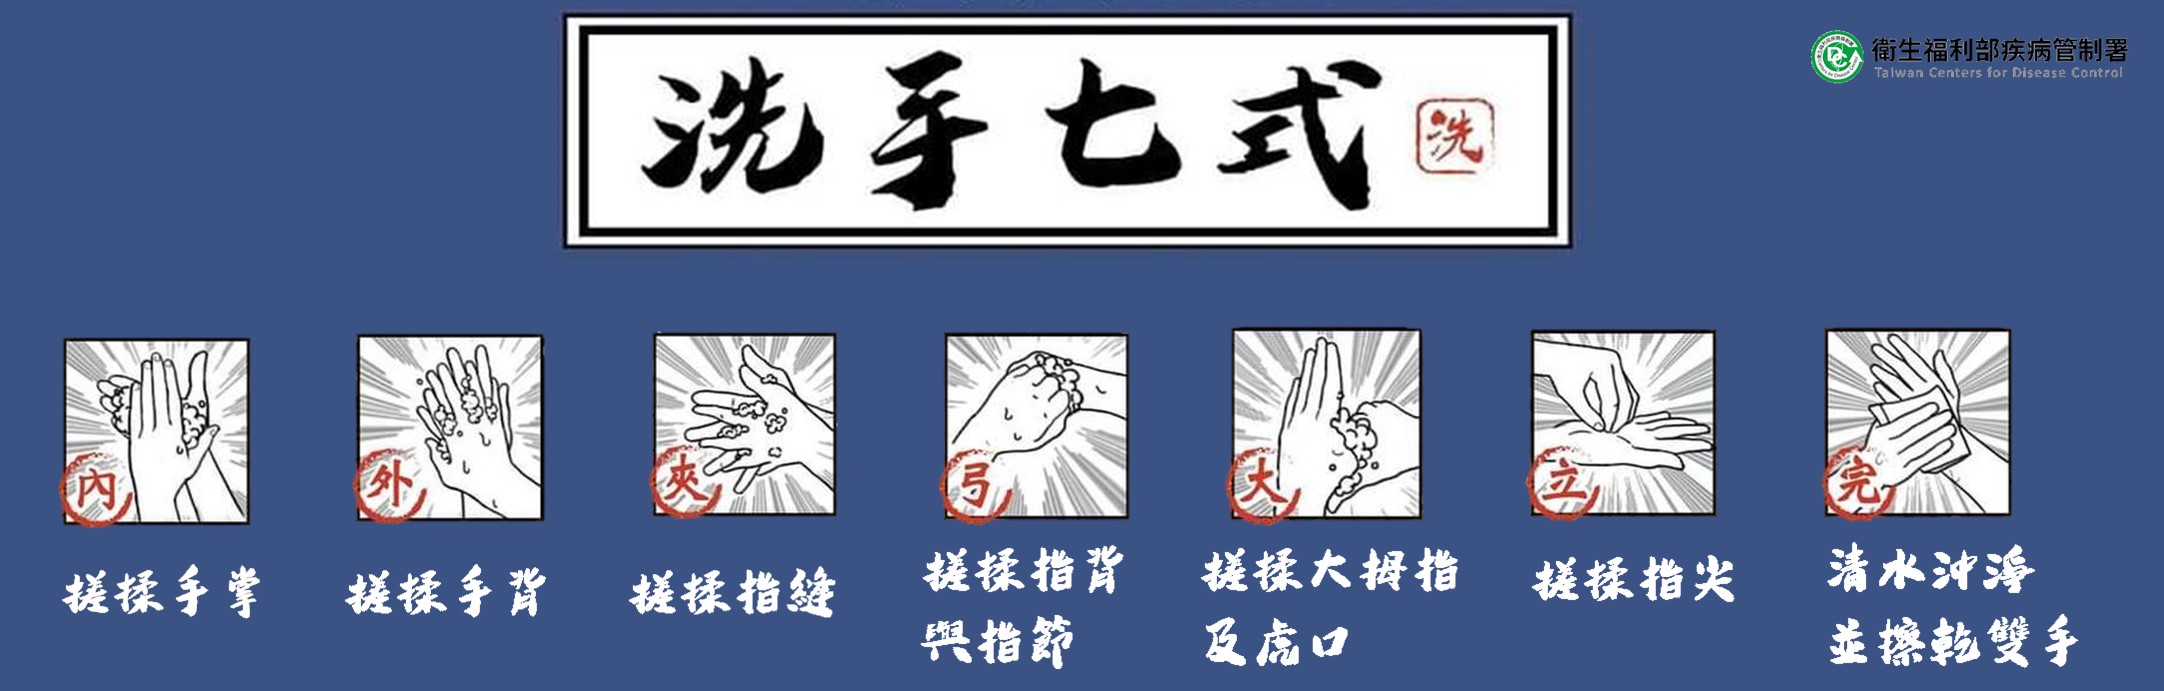 洗手七式
洗
衛生福利部疾病管制署
Taiwan Centers for Disease Control
內
搓揉手掌
外
搓揉手背
夾
搓揉指縫
弓
搓揉指背
與指節
大
搓揉大拇指
及虎口
立
搓揉指尖
完
清水沖淨
並擦乾雙手